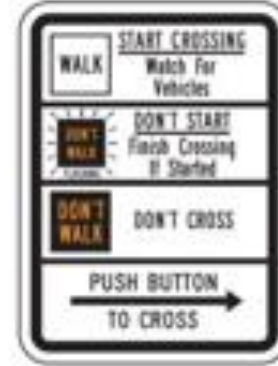 START CROSSING
WALK
Watch For
Vehicles
DON'T START
DON'T
WALK
Finish Crossing
If Started
FLASHING
DON'T
WALK
DON'T CROSS
PUSH BUTTON
TO CROSS